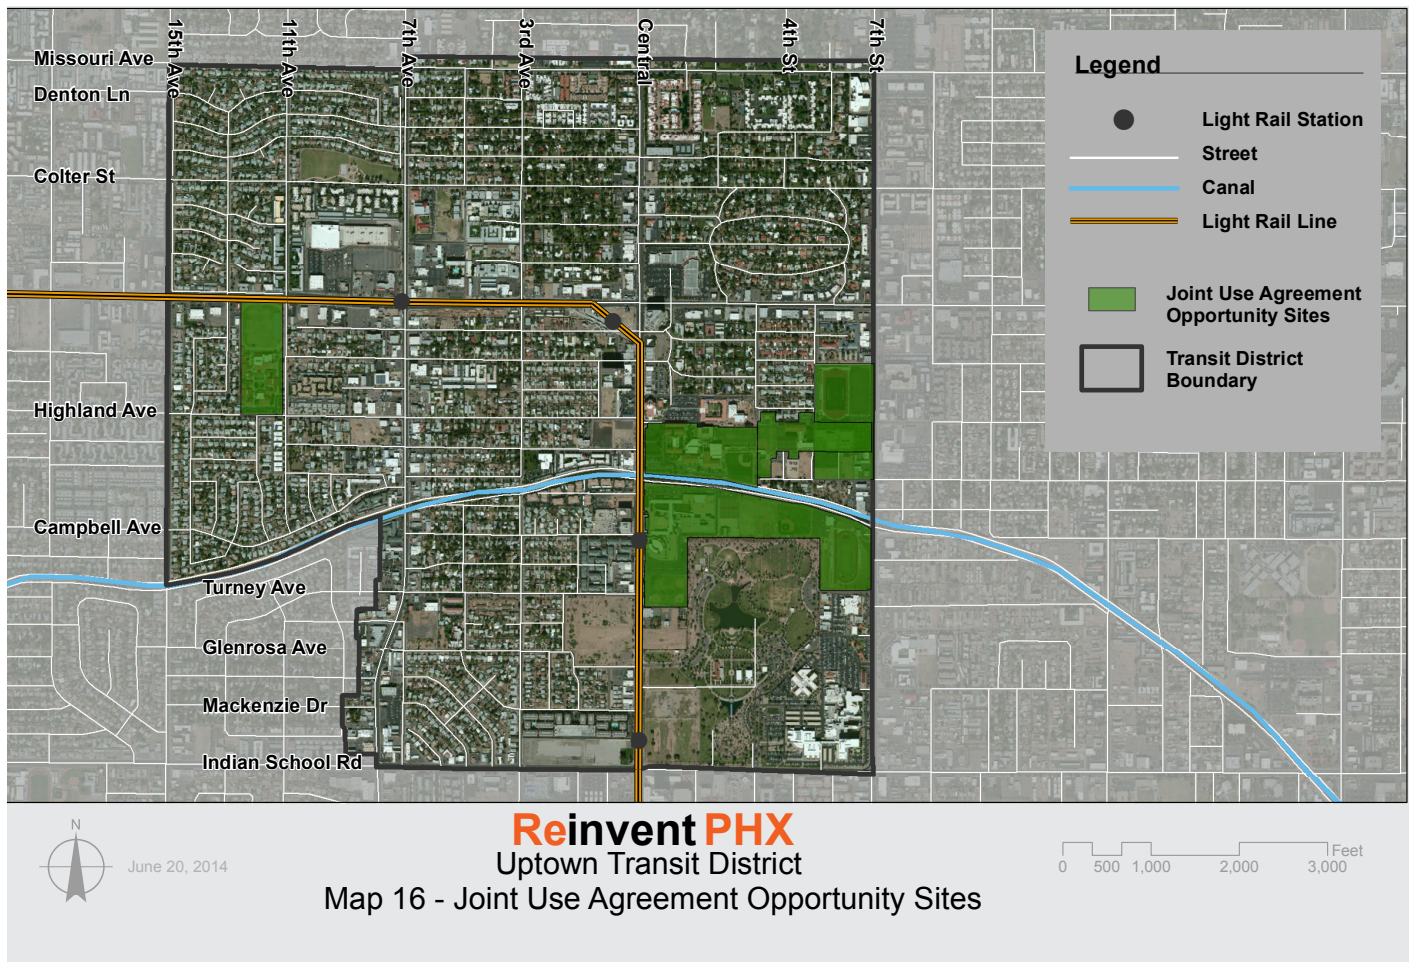 15th Ave
11th Ave
7th Ave
3rd Ave
Central
4th St
7th St
Missouri Ave
Denton Ln
Colter St
Highland Ave
Campbell Ave
Turney Ave
Glenrosa Ave
Mackenzie Dr
Indian School Rd
Legend
Light Rail Station
Street
Canal
Light Rail Line
Joint Use Agreement
Opportunity Sites
Transit District
Boundary
N
June 20, 2014
Reinvent PHX
Uptown Transit District
Map 16 - Joint Use Agreement Opportunity Sites
Feet
0 500 1,000 2,000 3,000